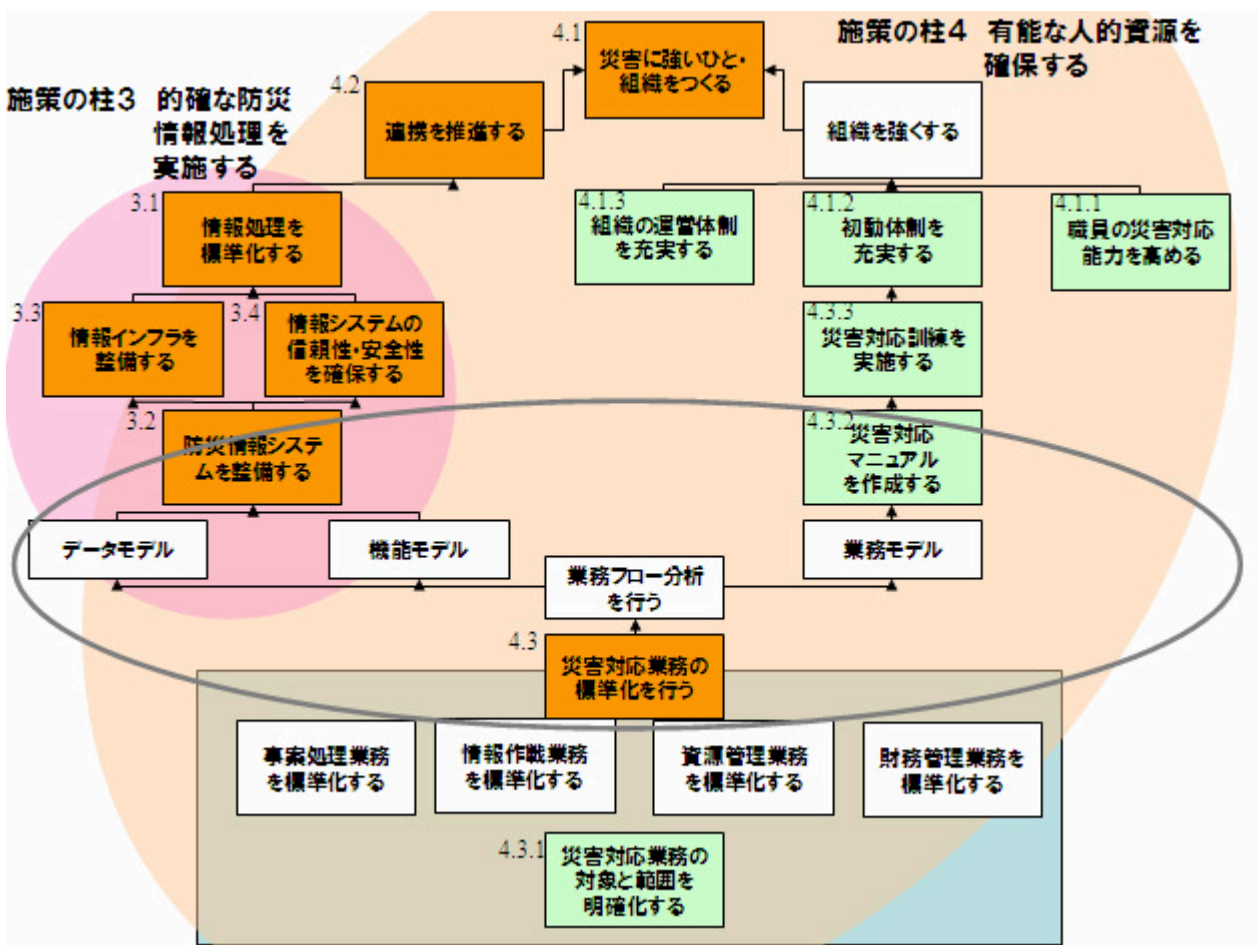 4.1
災害に強いひと・
組織をつくる
施策の柱４ 有能な人的資源を
確保する
施策の柱３ 的確な防災
情報処理を
実施する
4.2
連携を推進する
組織を強くする
3.1
情報処理を
標準化する
4.1.3
組織の運営体制
を充実する
4.1.2
初動体制を
充実する
4.1.1
職員の災害対応
能力を高める
3.3
情報インフラを
整備する
3.4
情報システムの
信頼性・安全性
を確保する
4.3.3
災害対応訓練を
実施する
3.2
防災情報システ
ムを整備する
4.3.2
災害対応
マニュアル
を作成する
データモデル
機能モデル
業務モデル
業務フロー分析
を行う
4.3
災害対応業務の
標準化を行う
事案処理業務
を標準化する
情報作戦業務
を標準化する
資源管理業務
を標準化する
財務管理業務を
標準化する
4.3.1
災害対応業務の
対象と範囲を
明確化する